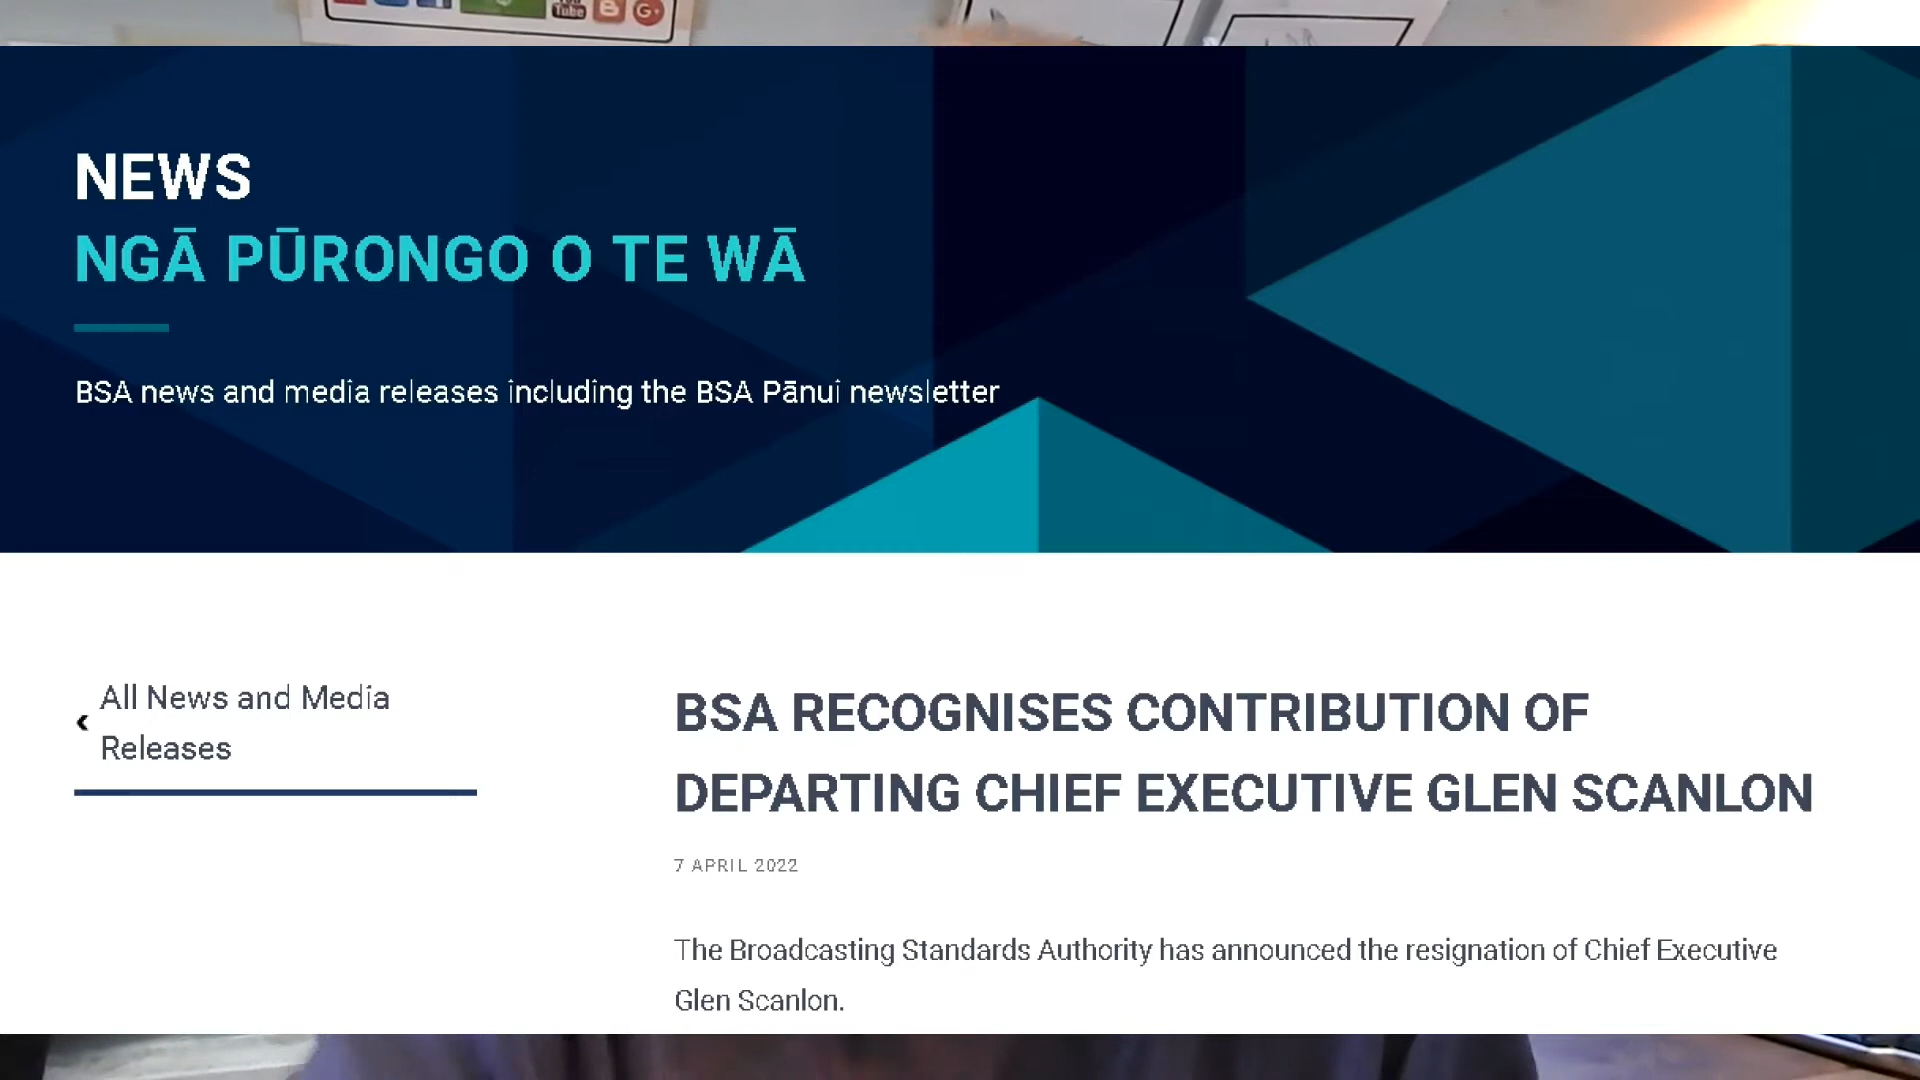 You
Tube
G+
NEWS
NGĀ PŪRONGO O TE WĀ
BSA news and media releases including the BSA Pānui newsletter
All News and Media
Releases
BSA RECOGNISES CONTRIBUTION OF
DEPARTING CHIEF EXECUTIVE GLEN SCANLON
7 APRIL 2022
The Broadcasting Standards Authority has announced the resignation of Chief Executive
Glen Scanlon.